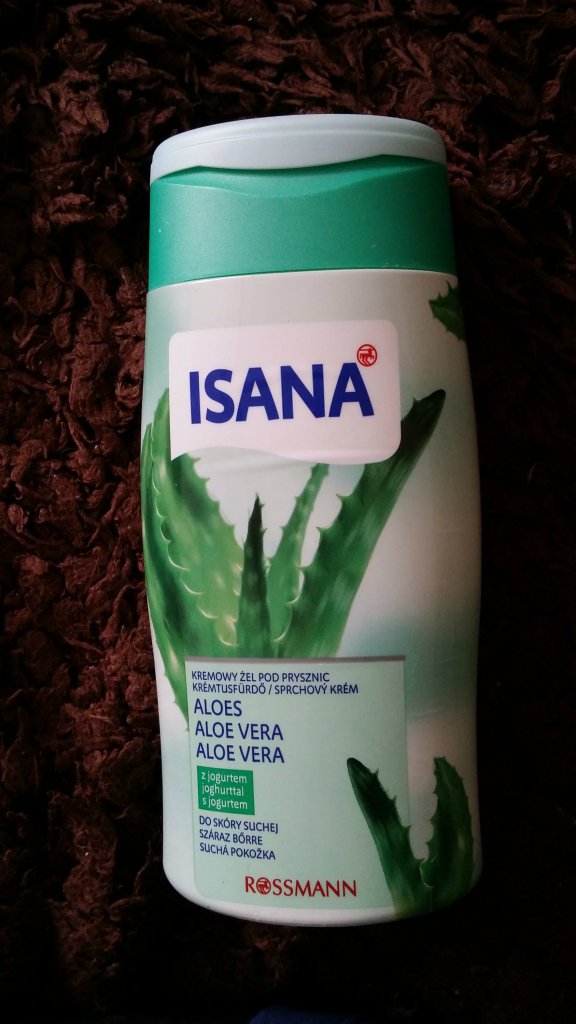 ISANA
KREMOWY ŻEL POD PRYSZNIC
KRÉMTUSFÜRDŐ / SPRCHOVÝ KRÉM
ALOES
ALOE VERA
ALOE VERA
z jogurtem
joghurttal
s jogurtem
DO SKÓRY SUCHEJ
SZÁRAZ BŐRRE
SUCHÁ POKOŽKA
ROSSMANN